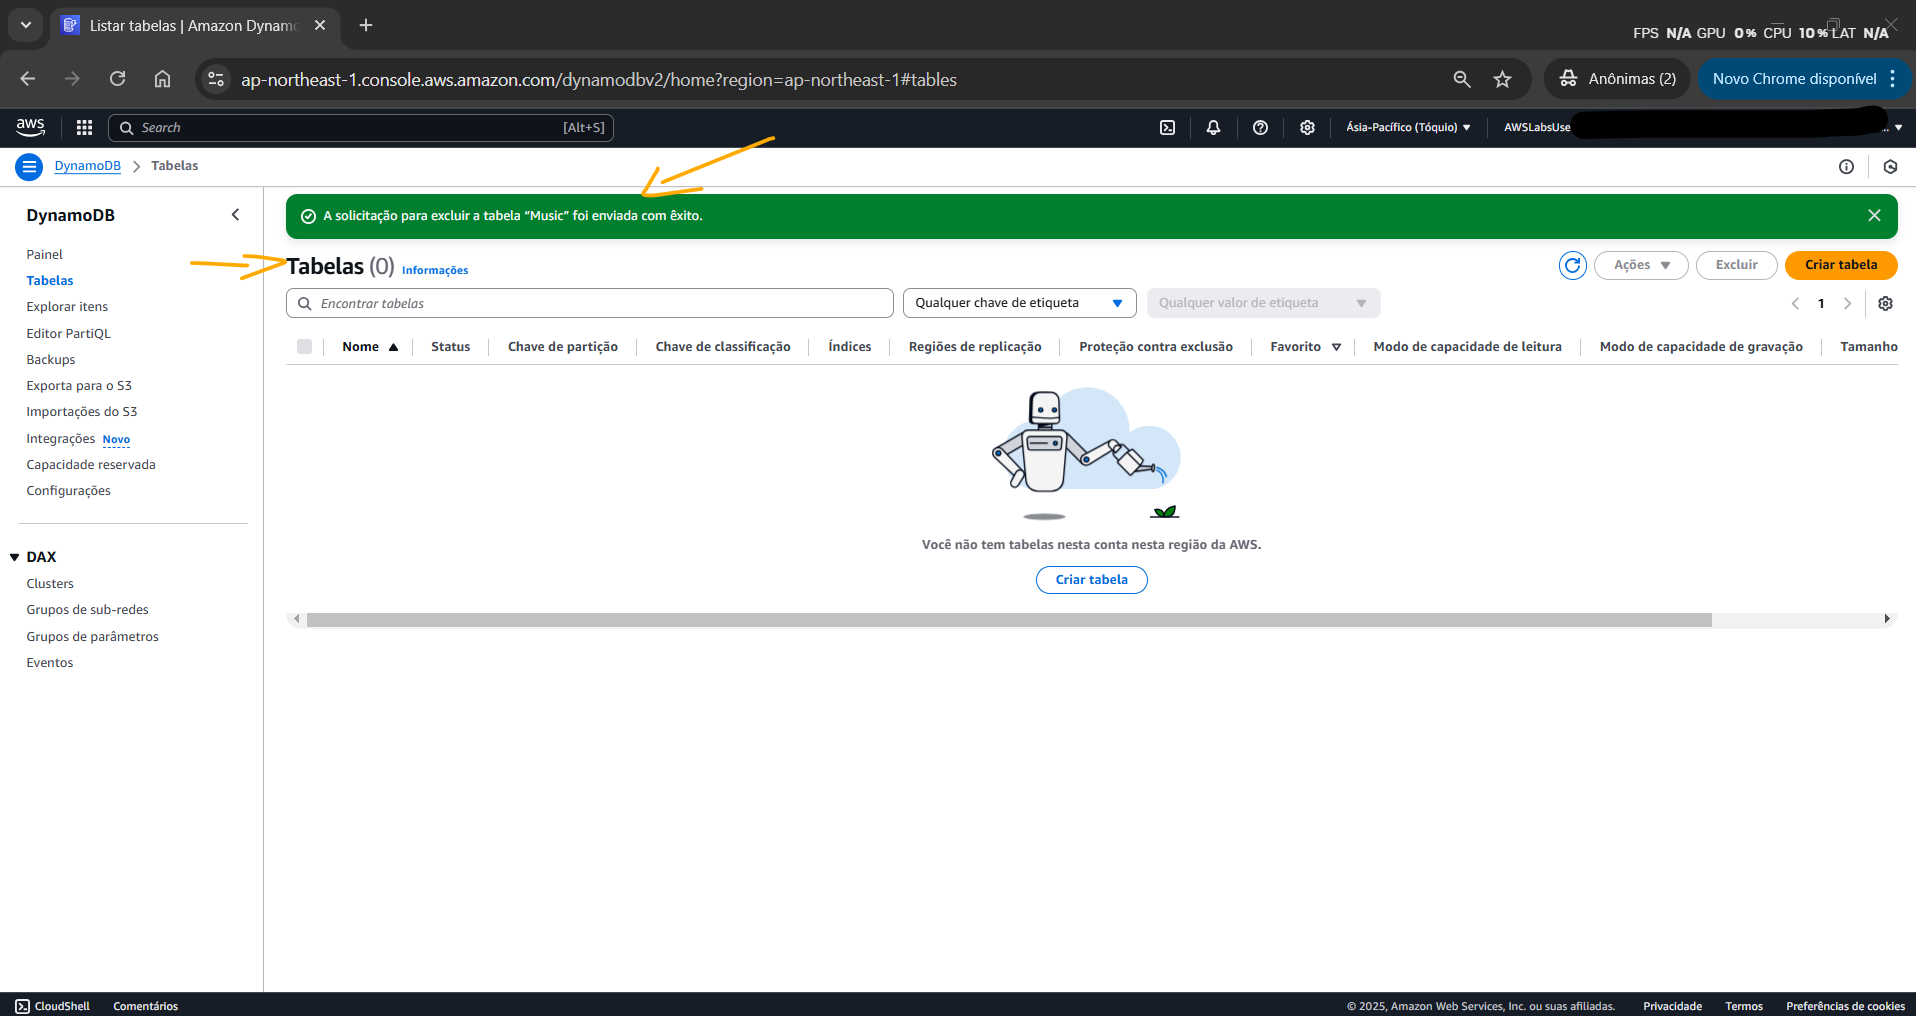 Listar tabelas | Amazon Dynam
FPS N/A GPU 0% CPU 10% LAT N/A
ap-northeast-1.console.aws.amazon.com/dynamodbv2/home?region=ap-northeast-1#tables
Anônimas (2)
Novo Chrome disponível
aws
Search
[Alt+S]
Ásia-Pacífico (Tóquio)
AWSLabsUse
...
DynamoDB
Tabelas
DynamoDB
Painel
Tabelas
Explorar itens
Editor PartiQL
Backups
Exporta para o S3
Importações do S3
Integrações Novo
Capacidade reservada
Configurações
DAX
Clusters
Grupos de sub-redes
Grupos de parâmetros
Eventos
A solicitação para excluir a tabela “Music” foi enviada com êxito.
Tabelas (0) Informações
Ações
Excluir
Criar tabela
Encontrar tabelas
Qualquer chave de etiqueta
Qualquer valor de etiqueta
1
Nome
Status
Chave de partição
Chave de classificação
Índices
Regiões de replicação
Proteção contra exclusão
Favorito
Modo de capacidade de leitura
Modo de capacidade de gravação
Tamanho
Você não tem tabelas nesta conta nesta região da AWS.
Criar tabela
CloudShell
Comentários
© 2025, Amazon Web Services, Inc. ou suas afiliadas.
Privacidade
Termos
Preferências de cookies